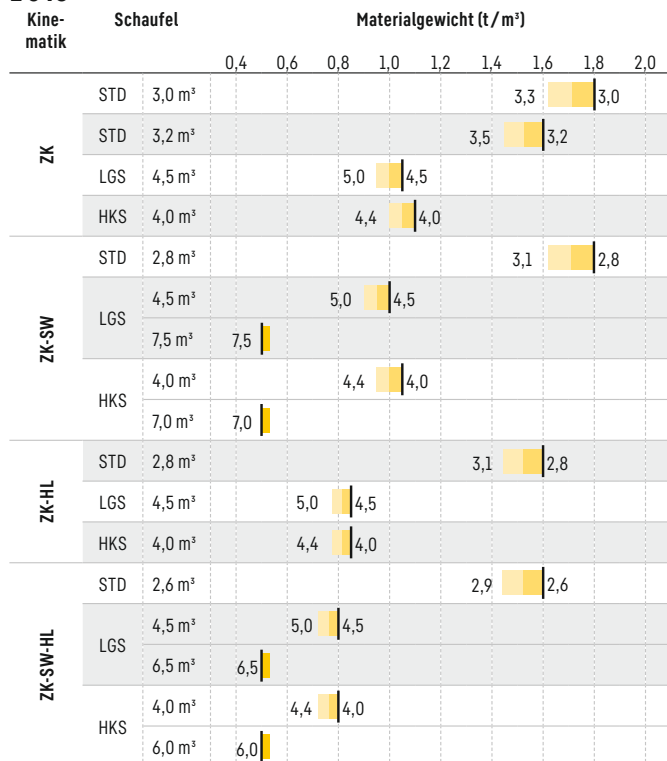 Kine-
matik
Schaufel
Materialgewicht (t / m³)
0,4 0,6 0,8 1,0 1,2 1,4 1,6 1,8 2,0
ZK
STD 3,0 m³ 3,3 3,0
STD 3,2 m³ 3,5 3,2
LGS 4,5 m³ 5,0 4,5
HKS 4,0 m³ 4,4 4,0
ZK-SW
STD 2,8 m³ 3,1 2,8
LGS
4,5 m³ 5,0 4,5
7,5 m³ 7,5
HKS
4,0 m³ 4,4 4,0
7,0 m³ 7,0
ZK-HL
STD 2,8 m³ 3,1 2,8
LGS 4,5 m³ 5,0 4,5
HKS 4,0 m³ 4,4 4,0
ZK-SW-HL
STD 2,6 m³ 2,9 2,6
LGS
4,5 m³ 5,0 4,5
6,5 m³ 6,5
HKS
4,0 m³ 4,4 4,0
6,0 m³ 6,0